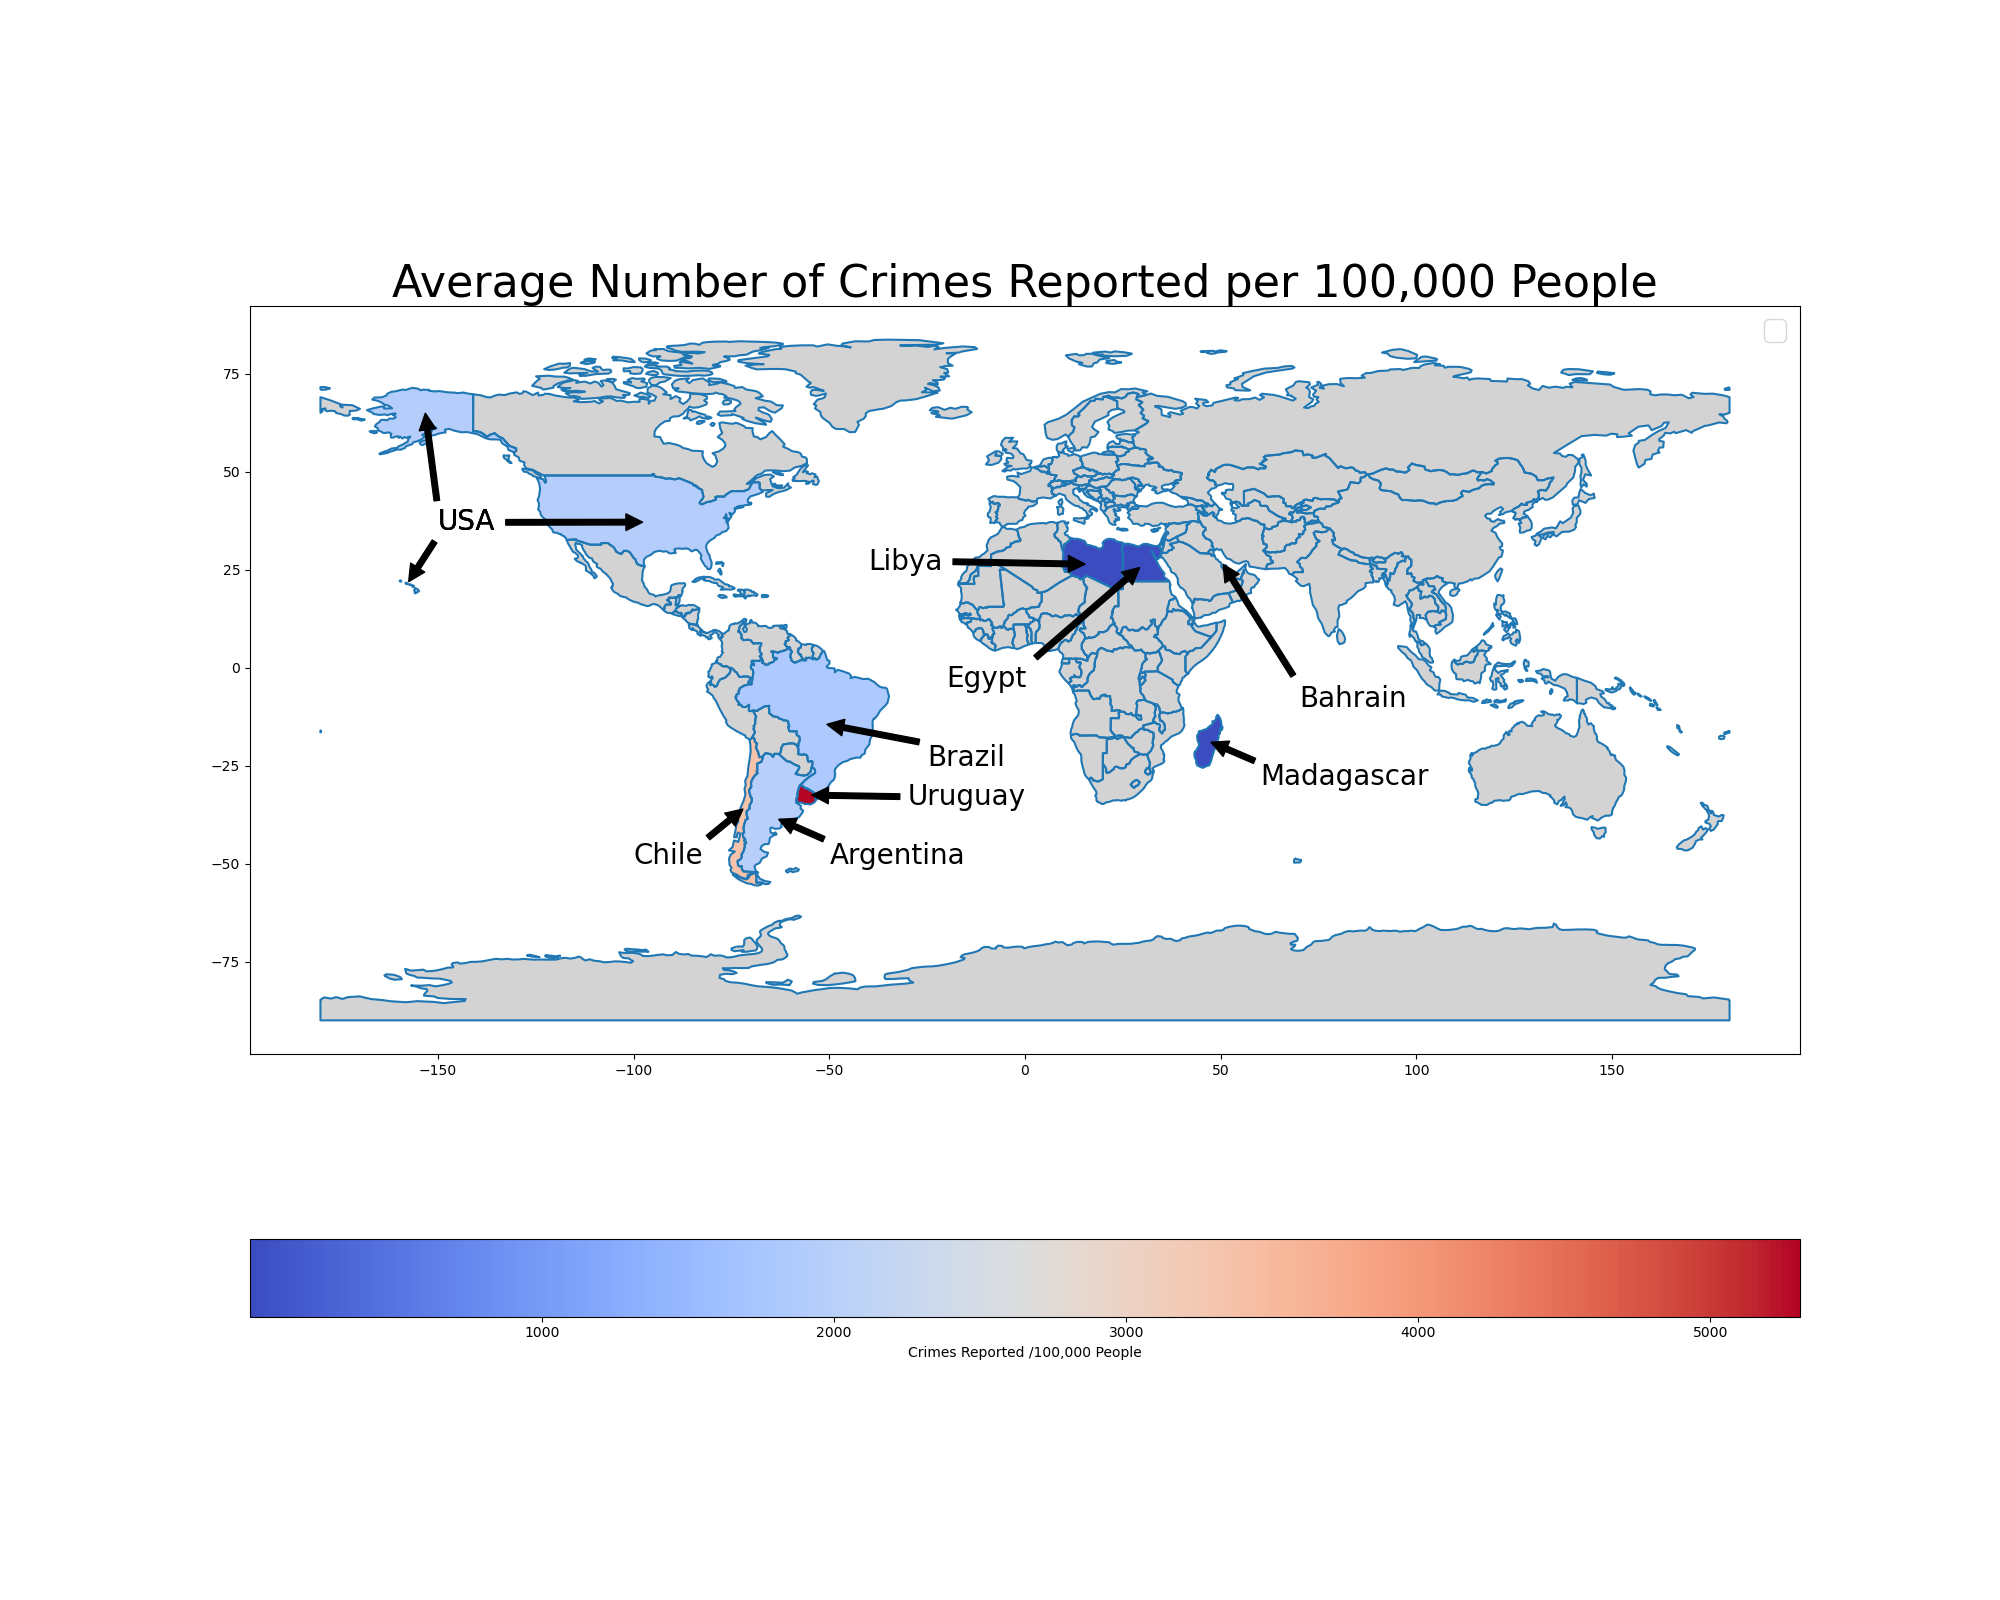 Average Number of Crimes Reported per 100,000 People
75
50
25
0
−25
−50
−75
USA
Libya
Egypt
Bahrain
Brazil
Madagascar
Uruguay
Chile
Argentina
−150 −100 −50 0 50 100 150
1000 2000 3000 4000 5000
Crimes Reported /100,000 People